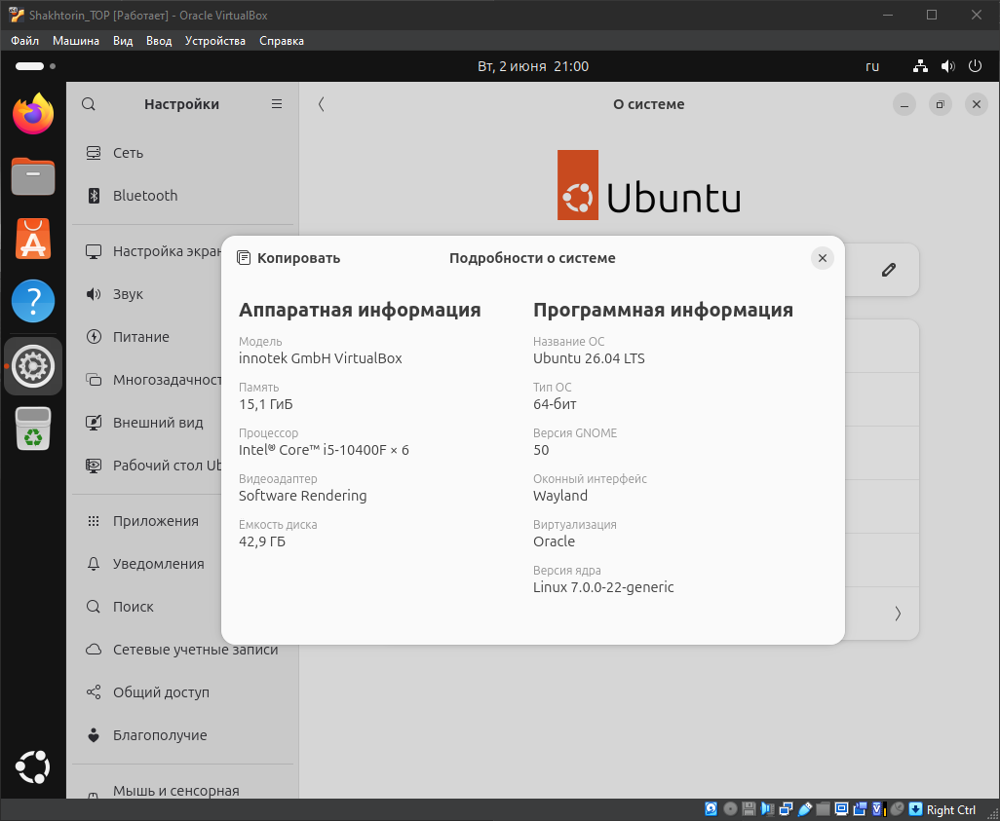 Shakhtorin_TOP [Работает] - Oracle VirtualBox
Файл Машина Вид Ввод Устройства Справка
Вт, 2 июня 21:00
ru
Настройки
О системе
Сеть
Bluetooth
Ubuntu
Настройка экран
Звук
Питание
Многозадачност
Внешний вид
Рабочий стол Ub
Приложения
Уведомления
Поиск
Сетевые учетные записи
Общий доступ
Благополучие
Мышь и сенсорная
Копировать
Подробности о системе
Аппаратная информация
Модель
innotek GmbH VirtualBox
Память
15,1 ГиБ
Процессор
Intel® Core™ i5-10400F × 6
Видеоадаптер
Software Rendering
Емкость диска
42,9 ГБ
Программная информация
Название ОС
Ubuntu 26.04 LTS
Тип ОС
64-бит
Версия GNOME
50
Оконный интерфейс
Wayland
Виртуализация
Oracle
Версия ядра
Linux 7.0.0-22-generic
Right Ctrl